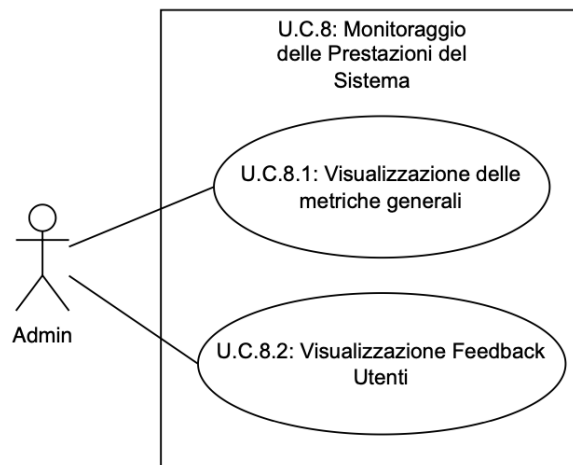 U.C.8: Monitoraggio
delle Prestazioni del
Sistema
U.C.8.1: Visualizzazione delle
metriche generali
Admin
U.C.8.2: Visualizzazione Feedback
Utenti